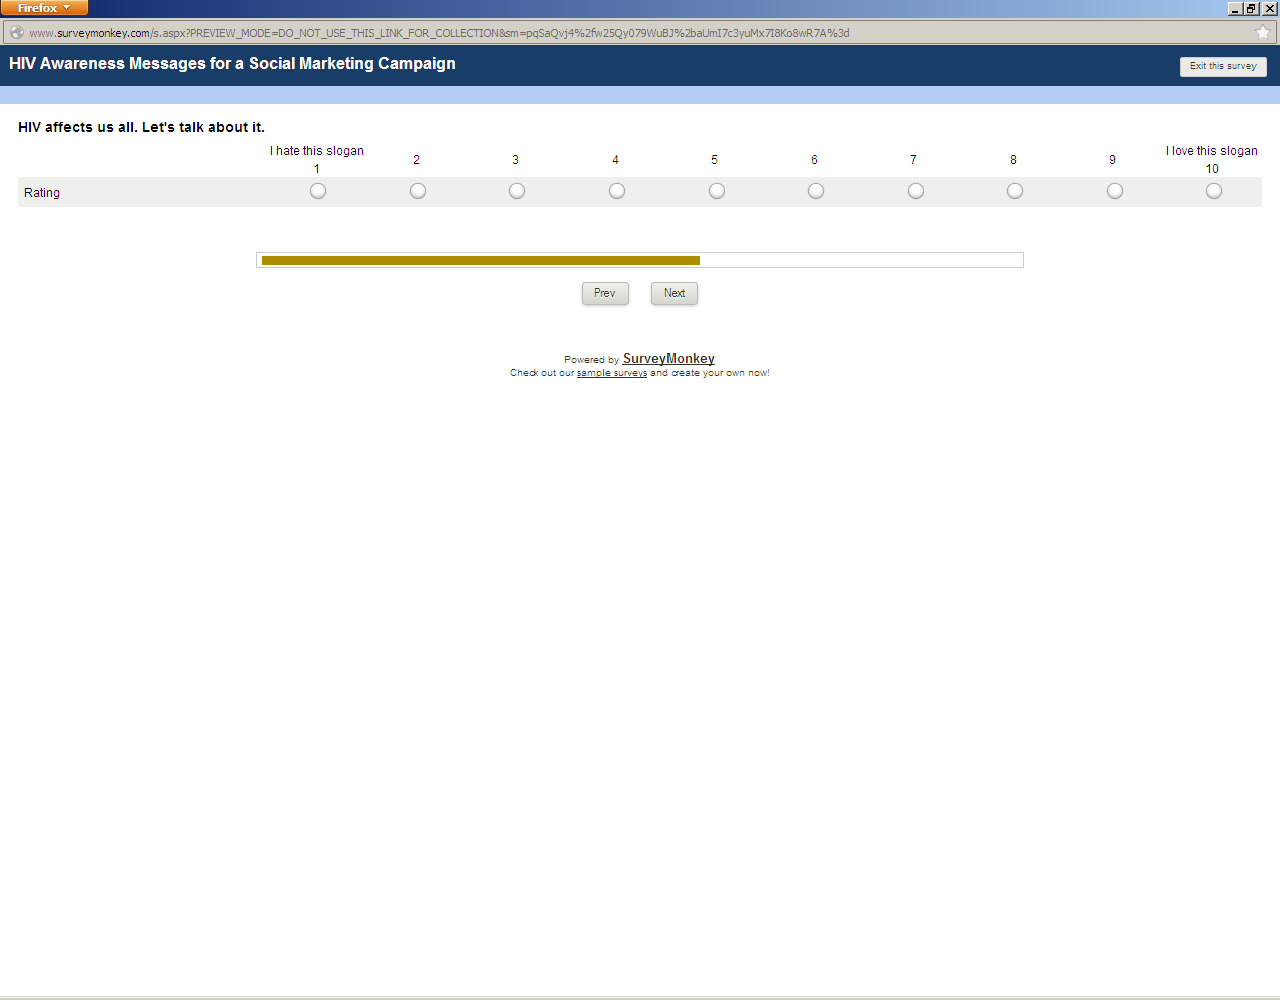 Firefox
www.surveymonkey.com/s.aspx?PREVIEW_MODE=DO_NOT_USE_THIS_LINK_FOR_COLLECTION&sm=pqSaQvj4%2fw25Qy079WuBJ%2baUmI7c3yuMx7I8Ko8wR7A%3d
HIV Awareness Messages for a Social Marketing Campaign
Exit this survey
HIV affects us all. Let's talk about it.
I hate this slogan 1 2 3 4 5 6 7 8 9 I love this slogan 10
Rating
Prev Next
Powered by SurveyMonkey
Check out our sample surveys and create your own now!